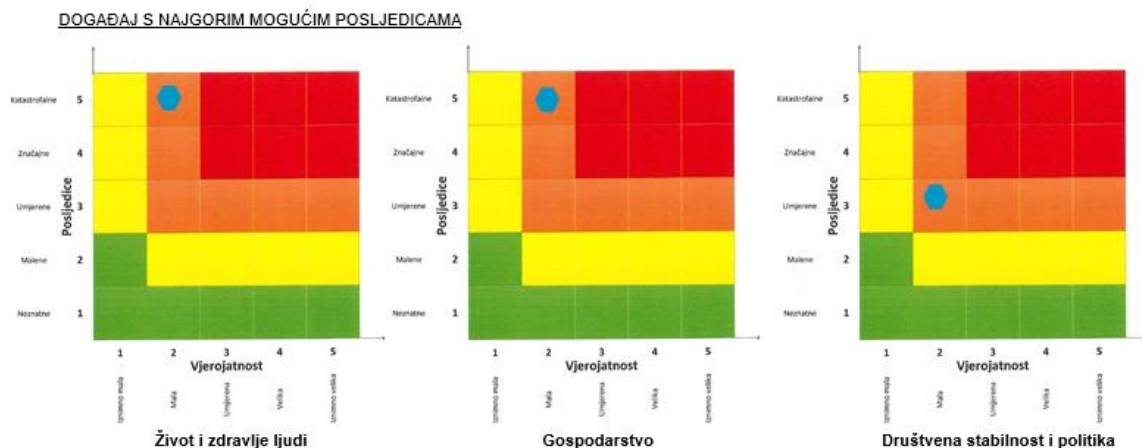 DOGAĐAJ S NAJGORIM MOGUĆIM POSLJEDICAMA
Katastrofalne 5
Značajne 4
Umjerene 3
Malene 2
Neznatne 1
Posljedice
1 2 3 4 5
Vjerojatnost
Iznimno mala
Mala
Umjerena
Velika
Iznimno velika
Život i zdravlje ljudi
Katastrofalne 5
Značajne 4
Umjerene 3
Malene 2
Neznatne 1
Posljedice
1 2 3 4 5
Vjerojatnost
Iznimno mala
Mala
Umjerena
Velika
Iznimno velika
Gospodarstvo
Katastrofalne 5
Značajne 4
Umjerene 3
Malene 2
Neznatne 1
Posljedice
1 2 3 4 5
Vjerojatnost
Iznimno mala
Mala
Umjerena
Velika
Iznimno velika
Društvena stabilnost i politika